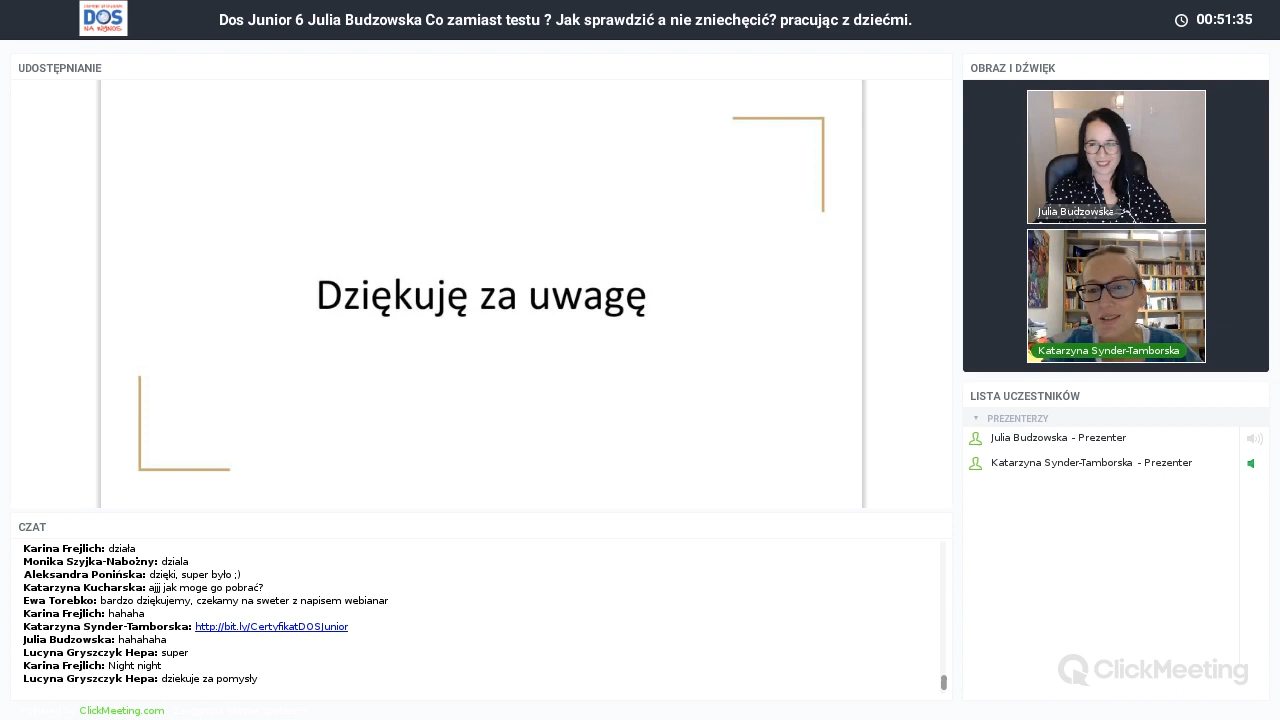 DOS
NA WYNOS
Dos Junior 6 Julia Budzowska Co zamiast testu ? Jak sprawdzić a nie zniechęcić? pracując z dziećmi.
00:51:35
UDOSTĘPNIANIE
Dziękuję za uwagę
OBRAZ I DŹWIĘK
Julia Budzowska
Katarzyna Synder-Tamborska
LISTA UCZESTNIKÓW
PREZENTERZY
Julia Budzowska - Prezenter
Katarzyna Synder-Tamborska - Prezenter
CZAT
Karina Frejlich: działa
Monika Szyjka-Nabożny: dziala
Aleksandra Ponińska: dzięki, super było ;)
Katarzyna Kucharska: ajjj jak moge go pobrać?
Ewa Torebko: bardzo dziękujemy, czekamy na sweter z napisem webianar
Karina Frejlich: hahaha
Katarzyna Synder-Tamborska: http://bit.ly/CertyfikatDOSJunior
Julia Budzowska: hahahaha
Lucyna Gryszczyk Hepa: super
Karina Frejlich: Night night
Lucyna Gryszczyk Hepa: dziekuje za pomysły
ClickMeeting
ClickMeeting.com